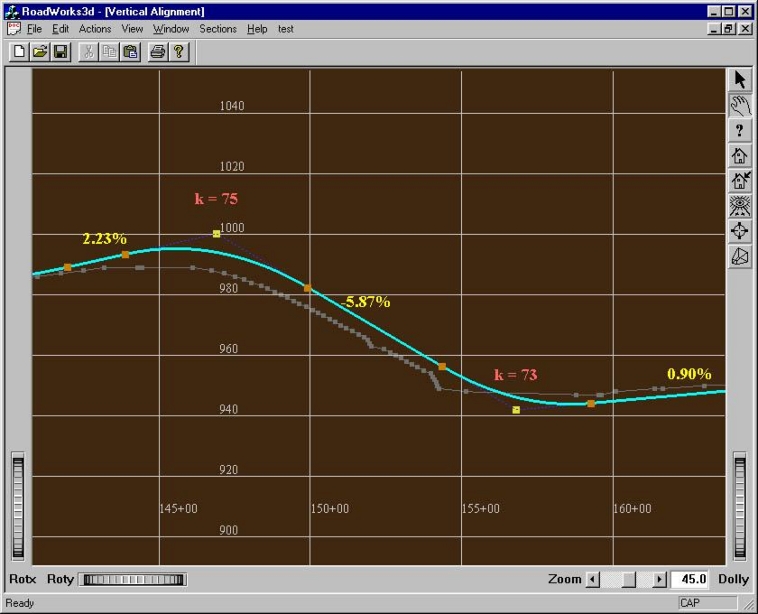 RoadWorks3d - [Vertical Alignment]
File Edit Actions View Window Sections Help test
1040
1020
k = 75
1000
2.23%
980
-5.87%
960
k = 73
0.90%
940
920
145+00 150+00 155+00 160+00
900
Rotx Roty Zoom 45.0 Dolly
Ready CAP